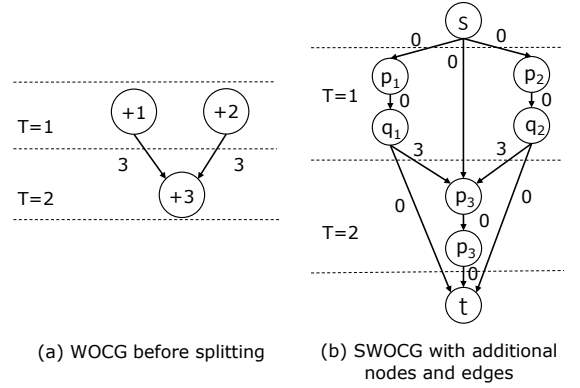 S
0
0
0
p1
p2
+1
+2
T=1
T=1
0
0
q1
q2
3
3
3
3
+3
T=2
p3
0
0
0
T=2
p3
0
t
(a) WOCG before splitting
(b) SWOCG with additional
nodes and edges